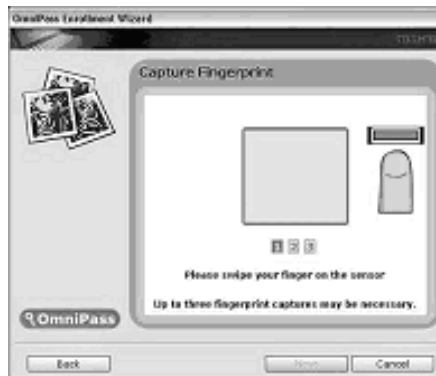 OmniPass Enrollment Wizard
Capture Fingerprint
1 2 3
Please swipe your finger on the sensor
Up to three fingerprint captures may be necessary.
OmniPass
Back
Next
Cancel